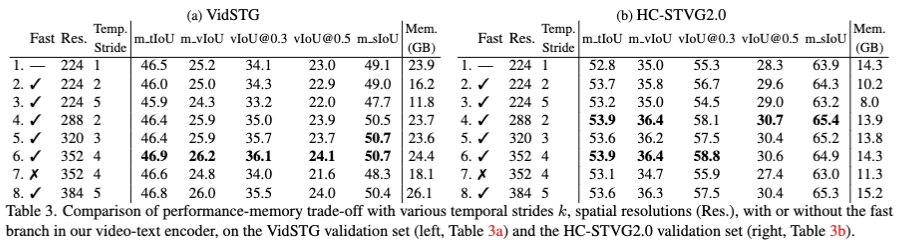 (a) VidSTG
Fast Res. Temp. Stride m_tIoU m_vIoU vIoU@0.3 vIoU@0.5 m_sIoU Mem. (GB)
1. — 224 1 46.5 25.2 34.1 23.0 49.1 23.9
2. ✓ 224 2 46.0 25.0 34.3 22.9 49.0 16.2
3. ✓ 224 5 45.9 24.3 33.2 22.0 47.7 11.8
4. ✓ 288 2 46.4 25.9 35.0 23.9 50.5 23.7
5. ✓ 320 3 46.4 25.9 35.7 23.7 50.7 23.6
6. ✓ 352 4 46.9 26.2 36.1 24.1 50.7 24.4
7. ✗ 352 4 46.6 24.8 34.0 21.6 48.3 18.1
8. ✓ 384 5 46.8 26.0 35.5 24.0 50.4 26.1
(b) HC-STVG2.0
Fast Res. Temp. Stride m_tIoU m_vIoU vIoU@0.3 vIoU@0.5 m_sIoU Mem. (GB)
1. — 224 1 52.8 35.0 55.3 28.3 63.9 14.3
2. ✓ 224 2 53.7 35.8 56.7 29.6 64.3 10.2
3. ✓ 224 5 53.2 35.0 54.5 29.0 63.2 8.0
4. ✓ 288 2 53.9 36.4 58.1 30.7 65.4 13.9
5. ✓ 320 3 53.6 36.2 57.5 30.4 65.2 13.8
6. ✓ 352 4 53.9 36.4 58.8 30.6 64.9 14.3
7. ✗ 352 4 53.1 34.7 55.9 27.4 63.0 11.3
8. ✓ 384 5 53.6 36.3 57.5 30.4 65.3 15.2
Table 3. Comparison of performance-memory trade-off with various temporal strides k, spatial resolutions (Res.), with or without the fast
branch in our video-text encoder, on the VidSTG validation set (left, Table 3a) and the HC-STVG2.0 validation set (right, Table 3b).